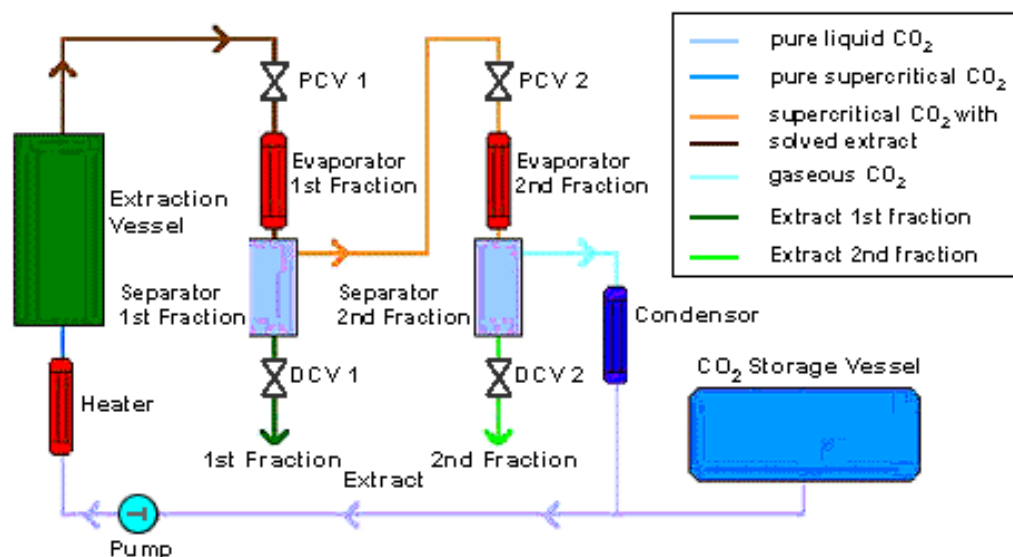 PCV 1
PCV 2
Evaporator
1st Fraction
Evaporator
2nd Fraction
Extraction
Vessel
Separator
1st Fraction
Separator
2nd Fraction
Condensor
CO₂ Storage Vessel
DCV 1
DCV 2
Heater
1st Fraction
2nd Fraction
Extract
Pump
pure liquid CO₂
pure supercritical CO₂
supercritical CO₂ with
solved extract
gaseous CO₂
Extract 1st fraction
Extract 2nd fraction